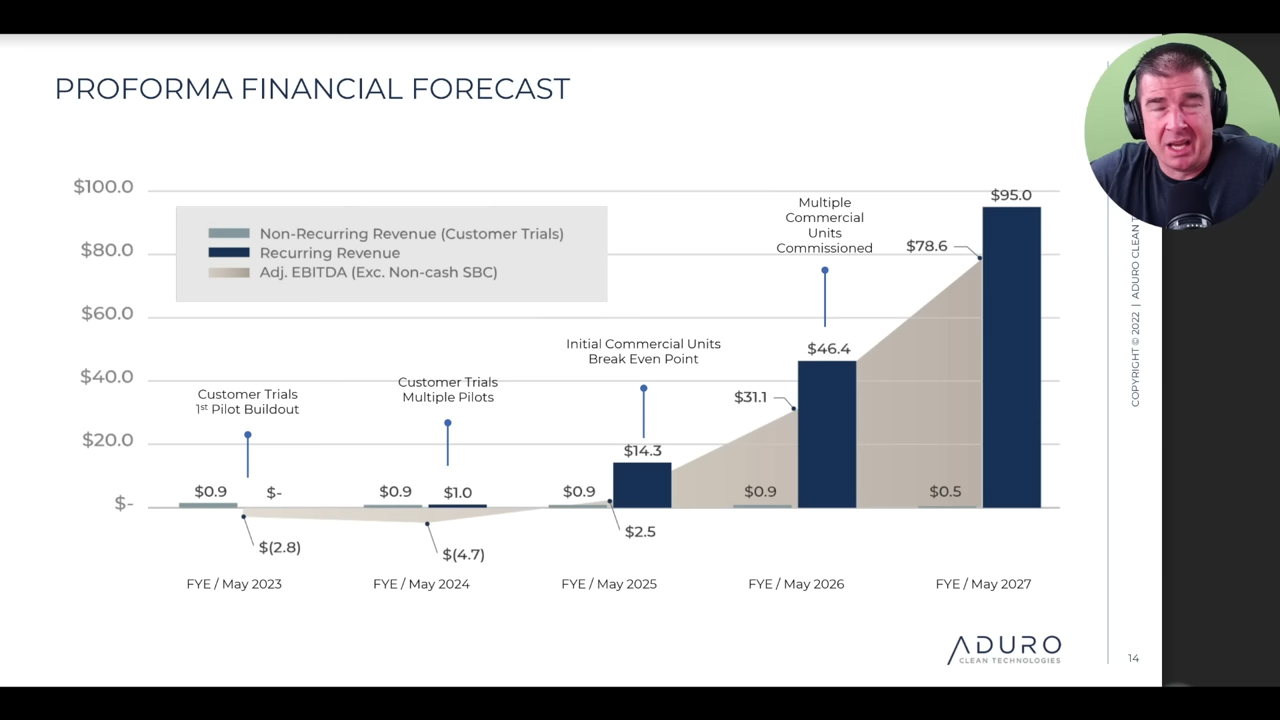 PROFORMA FINANCIAL FORECAST
$100.0
$80.0
$60.0
$40.0
$20.0
$-
Non-Recurring Revenue (Customer Trials)
Recurring Revenue
Adj. EBITDA (Exc. Non-cash SBC)
Customer Trials
1st Pilot Buildout
Customer Trials
Multiple Pilots
Initial Commercial Units
Break Even Point
Multiple
Commercial
Units
Commissioned
$0.9
$-
$(2.8)
$0.9
$1.0
$(4.7)
$0.9
$14.3
$2.5
$0.9
$31.1
$46.4
$0.5
$78.6
$95.0
FYE / May 2023
FYE / May 2024
FYE / May 2025
FYE / May 2026
FYE / May 2027
COPYRIGHT © 2022 | ADURO CLEAN
ADURO
CLEAN TECHNOLOGIES
14